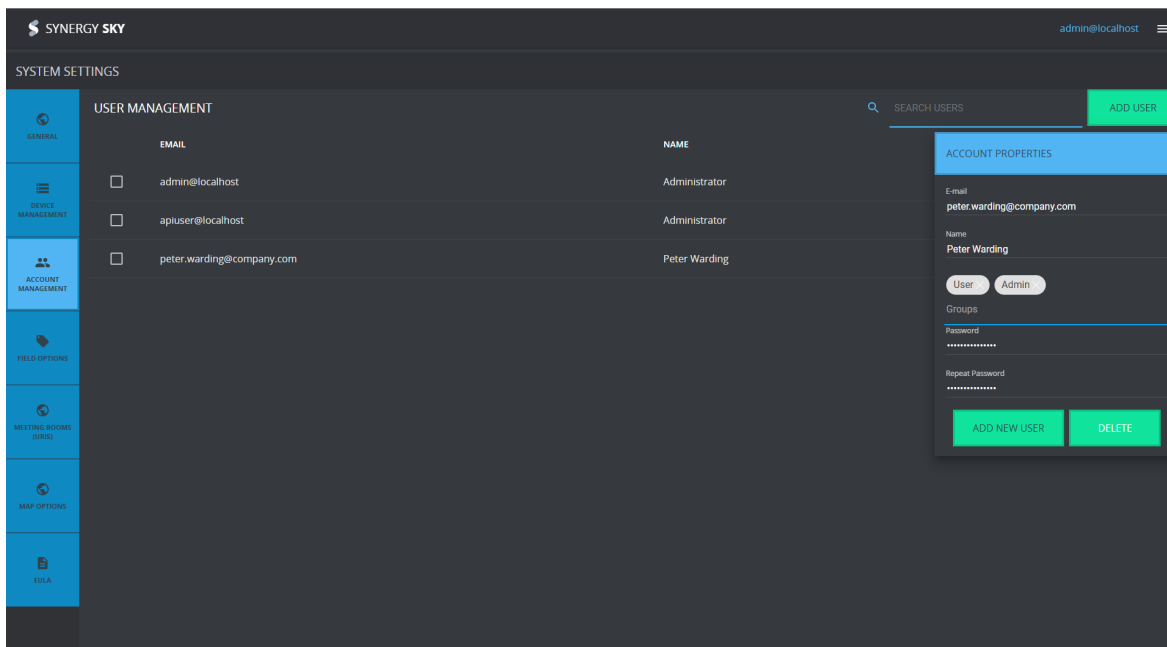 SYNERGY SKY
admin@localhost
SYSTEM SETTINGS
GENERAL
DEVICE
MANAGEMENT
ACCOUNT
MANAGEMENT
FIELD OPTIONS
MEETING ROOMS
(URIS)
MAP OPTIONS
EULA
USER MANAGEMENT
SEARCH USERS
ADD USER
EMAIL NAME
admin@localhost Administrator
apiuser@localhost Administrator
peter.warding@company.com Peter Warding
ACCOUNT PROPERTIES
E-mail
peter.warding@company.com
Name
Peter Warding
User Admin
Groups
Password
•••••••••••••••
Repeat Password
•••••••••••••••
ADD NEW USER DELETE